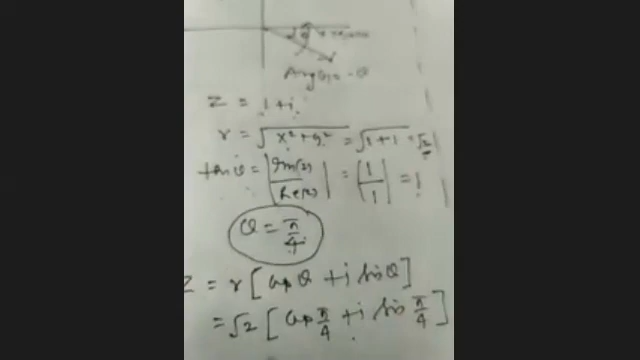 Arg(z) = -θ
z = 1 + i
r = √x² + y² = √1 + 1 = √2
tan θ = |Im(z)/Re(z)| = |1/1| = 1
θ = π/4
z = r [cos θ + i sin θ]
= √2 [cos π/4 + i sin π/4]